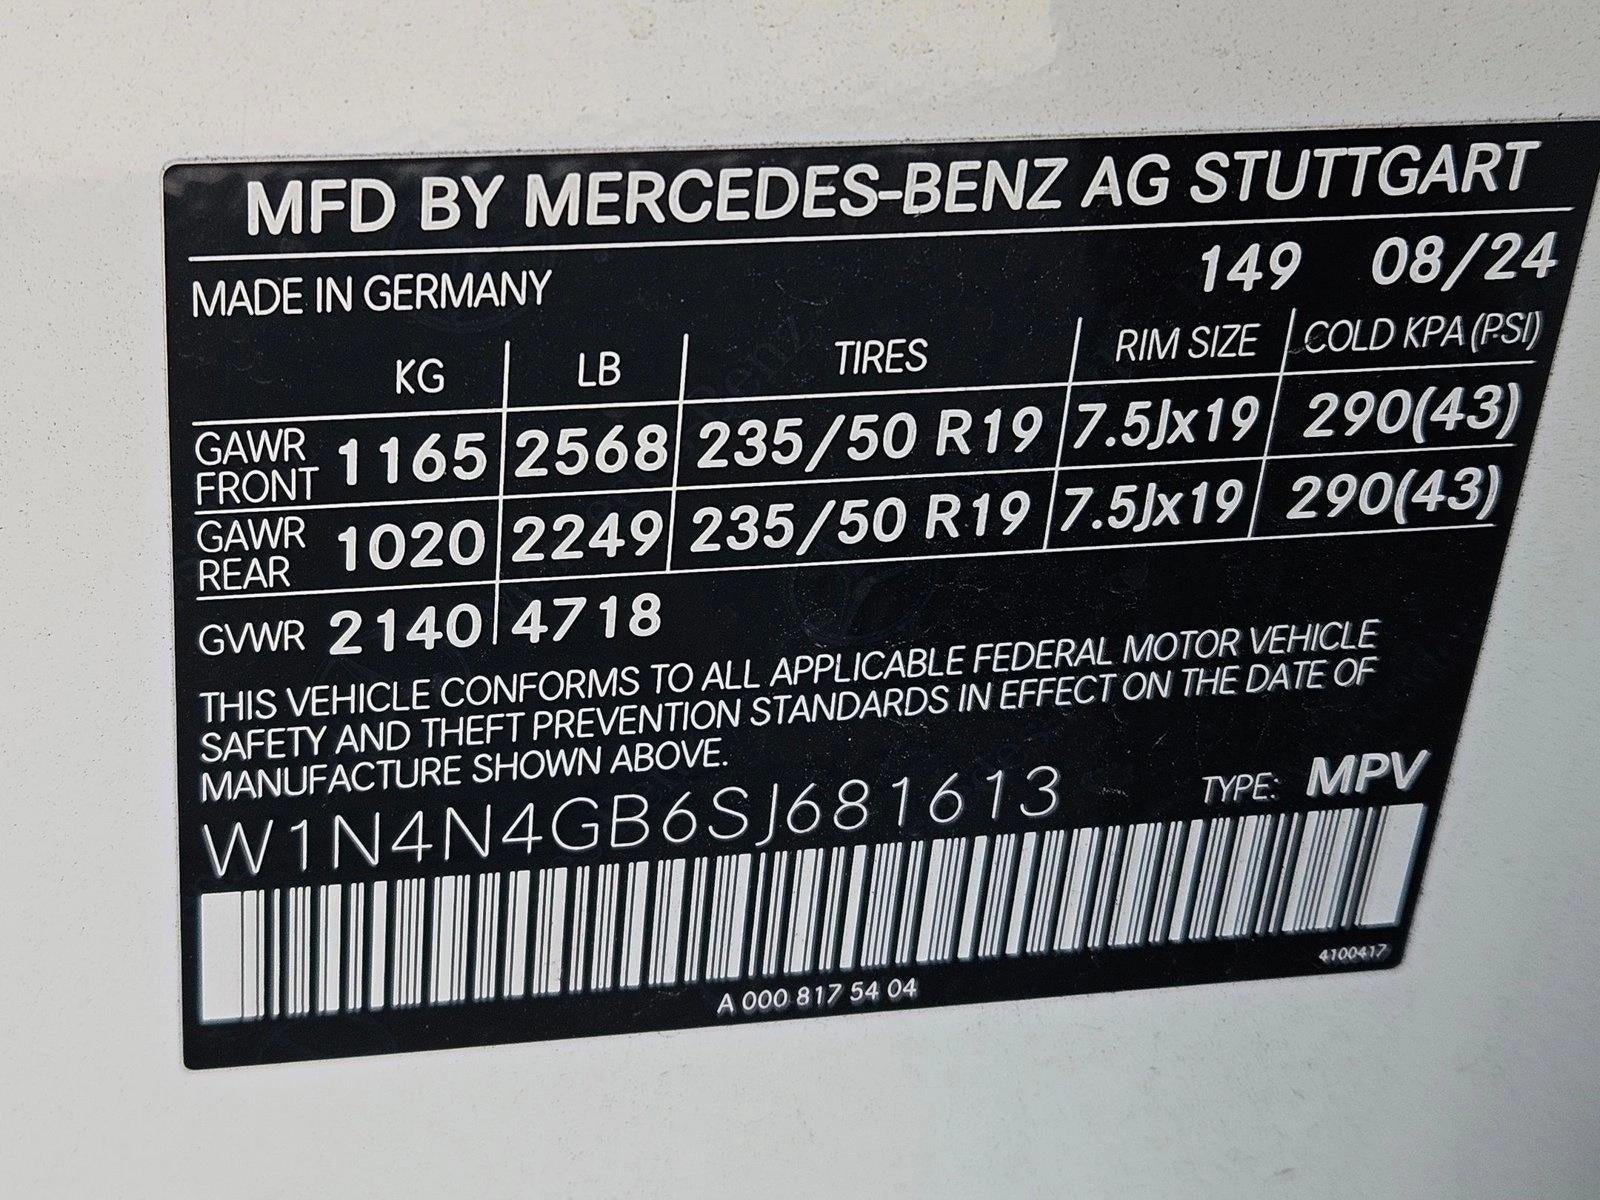 MFD BY MERCEDES-BENZ AG STUTTGART
MADE IN GERMANY 149 08/24
KG LB TIRES RIM SIZE COLD KPA (PSI)
GAWR FRONT 1165 2568 235/50 R19 7.5Jx19 290(43)
GAWR REAR 1020 2249 235/50 R19 7.5Jx19 290(43)
GVWR 2140 4718
THIS VEHICLE CONFORMS TO ALL APPLICABLE FEDERAL MOTOR VEHICLE
SAFETY AND THEFT PREVENTION STANDARDS IN EFFECT ON THE DATE OF
MANUFACTURE SHOWN ABOVE.
W1N4N4GB6SJ681613 TYPE: MPV
A 000 817 54 04 4100417